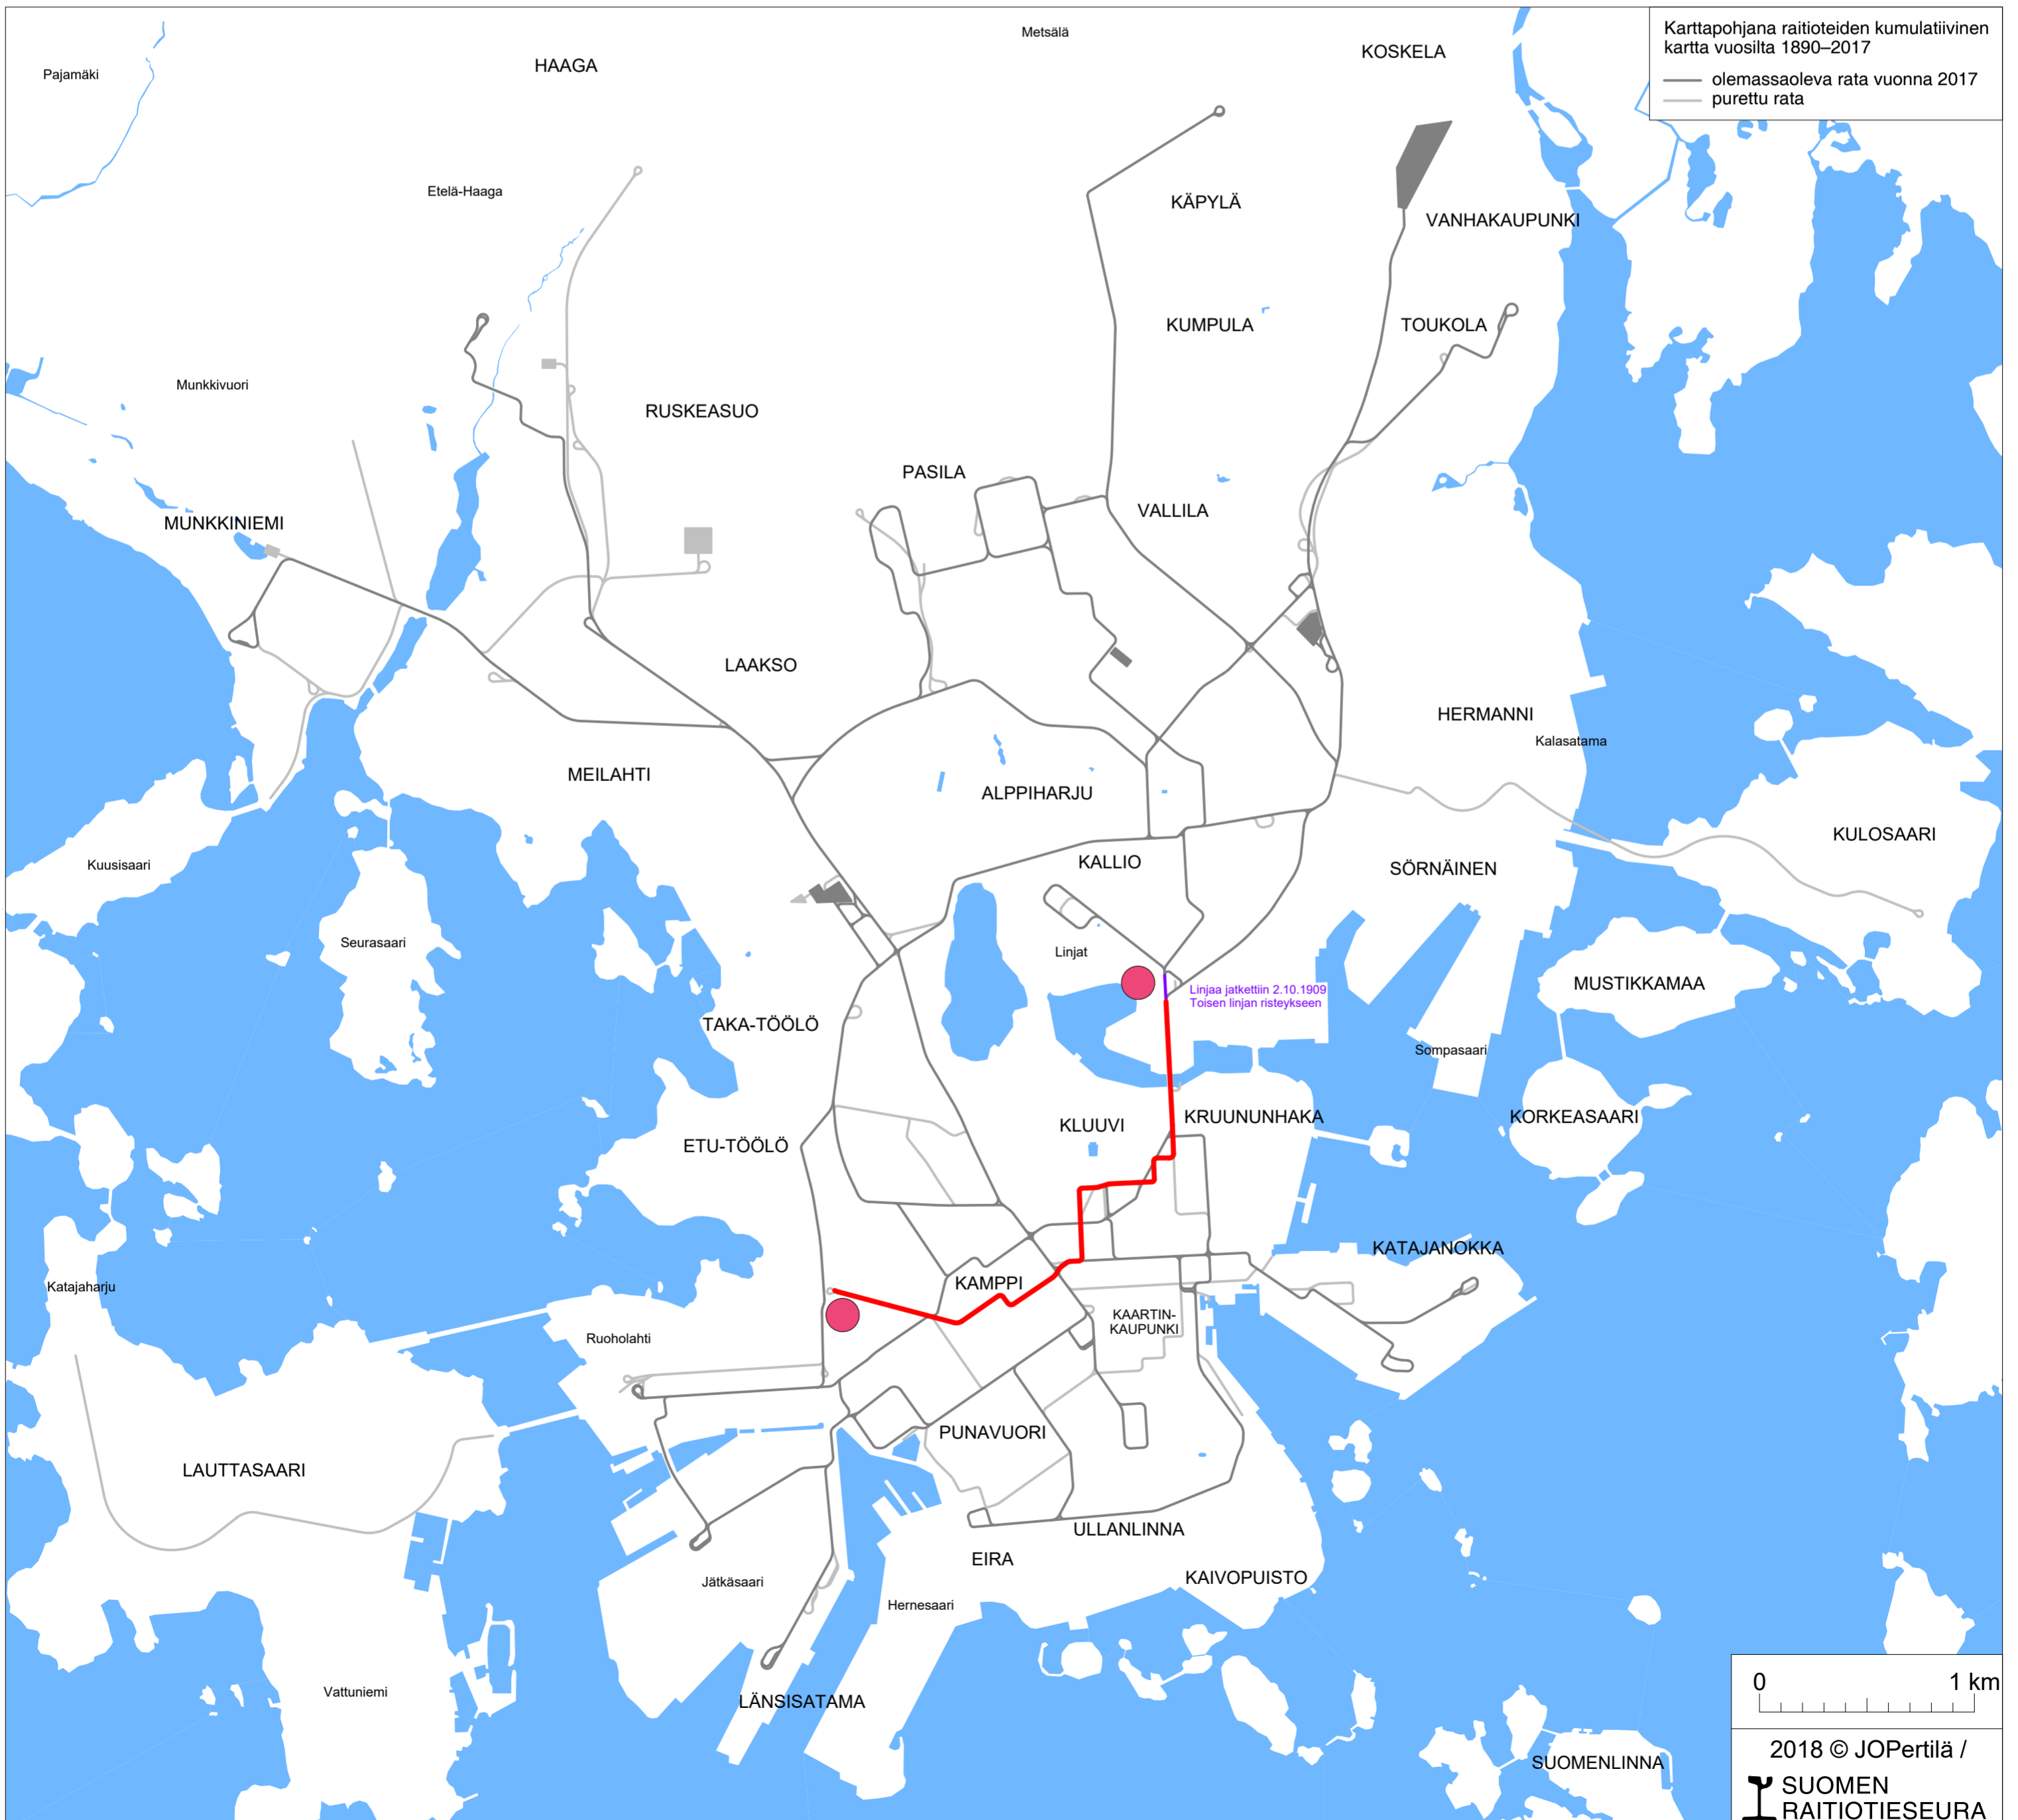 Metsälä
KOSKELA
Karttapohjana raitioteiden kumulatiivinen
kartta vuosilta 1890–2017
olemassaoleva rata vuonna 2017
purettu rata
Pajamäki
HAAGA
Etelä-Haaga
KÄPYLÄ
VANHAKAUPUNKI
KUMPULA
TOUKOLA
Munkkivuori
RUSKEASUO
PASILA
VALLILA
MUNKKINIEMI
LAAKSO
HERMANNI
Kalasatama
MEILAHTI
ALPPIHARJU
KULOSAARI
Kuusisaari
KALLIO
SÖRNÄINEN
Seurasaari
Linjat
MUSTIKKAMAA
Linjaa jatkettiin 2.10.1909
Toisen linjan risteykseen
TAKA-TÖÖLÖ
Sompasaari
KLUUVI
KRUUNUNHAKA
KORKEASAARI
ETU-TÖÖLÖ
KATAJANOKKA
Katajaharju
KAMPPI
KAARTIN-
KAUPUNKI
Ruoholahti
PUNAVUORI
LAUTTASAARI
ULLANLINNA
EIRA
Jätkäsaari
KAIVOPUISTO
Hernesaari
Vattuniemi
LÄNSISATAMA
0 1 km
SUOMENLINNA
2018 © JOPertilä /
SUOMEN
RAITIOTIESEURA